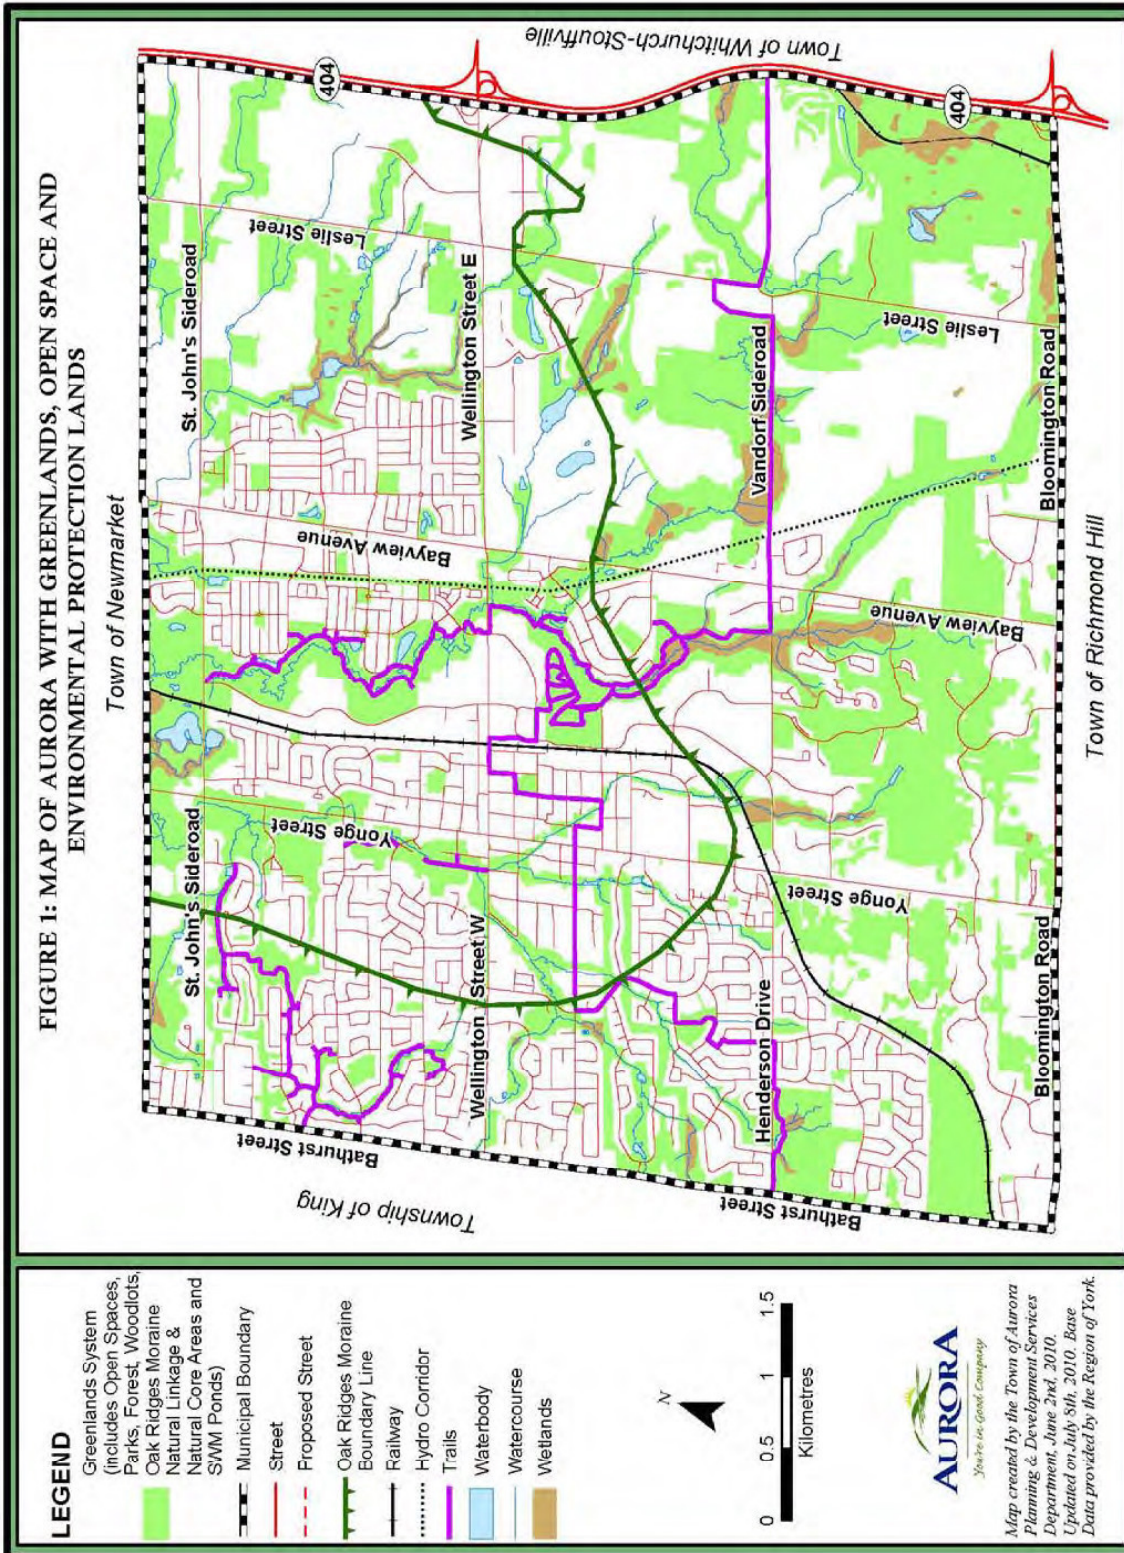 FIGURE 1: MAP OF AURORA WITH GREENLANDS, OPEN SPACE AND
ENVIRONMENTAL PROTECTION LANDS
Town of Newmarket
Town of Whitchurch-Stouffville
Township of King
Town of Richmond Hill
St. John's Sideroad
St. John's Sideroad
Bathurst Street
Bathurst Street
Yonge Street
Yonge Street
Bayview Avenue
Bayview Avenue
Leslie Street
Leslie Street
404
404
Wellington Street W
Wellington Street E
Henderson Drive
Vandorf Sideroad
Bloomington Road
Bloomington Road
LEGEND
Greenlands System
(includes Open Spaces,
Parks, Forest, Woodlots,
Oak Ridges Moraine
Natural Linkage &
Natural Core Areas and
SWM Ponds)
Municipal Boundary
Street
Proposed Street
Oak Ridges Moraine
Boundary Line
Railway
Hydro Corridor
Trails
Waterbody
Watercourse
Wetlands
N
0 0.5 1 1.5
Kilometres
AURORA
You're in Good Company
Map created by the Town of Aurora
Planning & Development Services
Department, June 2nd, 2010.
Updated on July 8th, 2010. Base
Data provided by the Region of York.